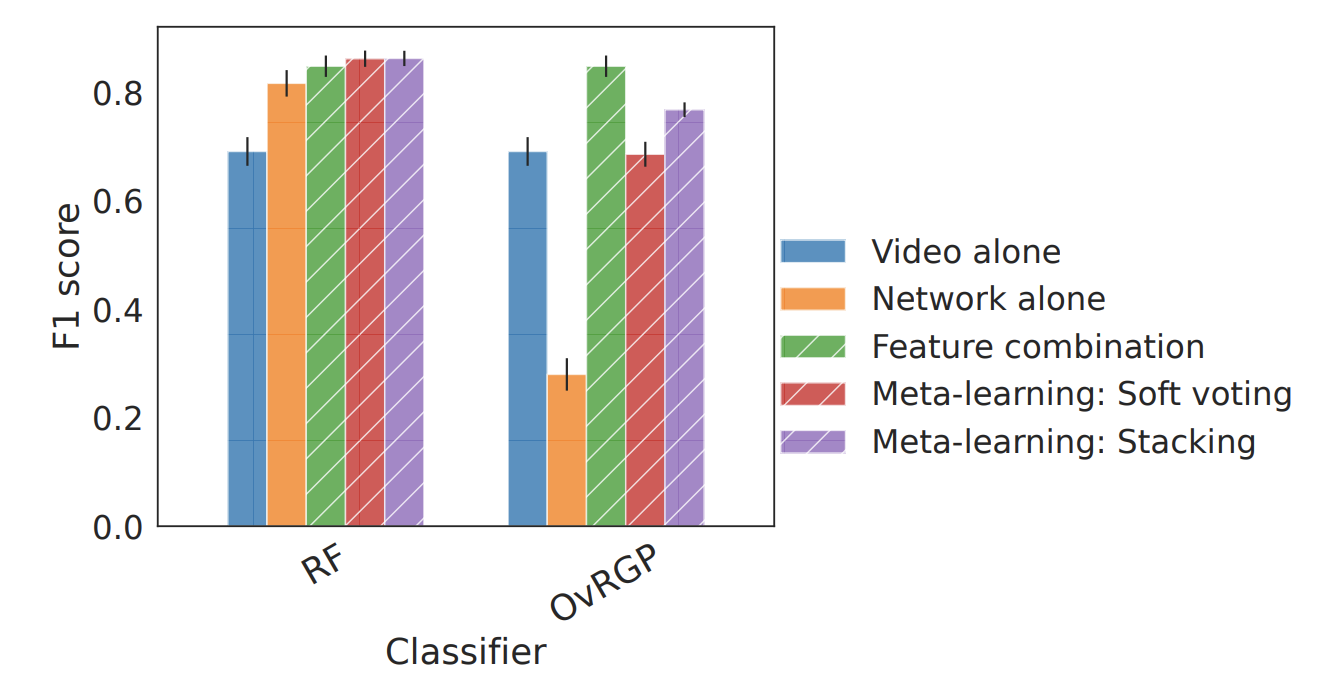 0.8
0.6
0.4
0.2
0.0
F1 score
RF
OvRGP
Classifier
Video alone
Network alone
Feature combination
Meta-learning: Soft voting
Meta-learning: Stacking